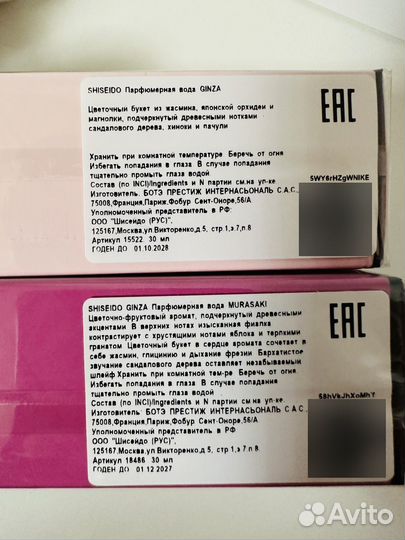 SHISEIDO Парфюмерная вода GINZA
Цветочный букет из жасмина, японской орхидеи и
магнолии, подчеркнутый древесными нотками
сандалового дерева, хиноки и пачули
EAC
Хранить при комнатной температуре. Беречь от огня
Избегать попадания в глаза. В случае попадания
тщательно промыть глаза водой.
Состав (по INCI)/Ingredients и N партии см.на уп-ке.
Изготовитель: БОТЭ ПРЕСТИЖ ИНТЕРНАСЬОНАЛЬ С.А.С.,
75008,Франция,Париж,Фобур Сент-Оноре,56/А
Уполномоченный представитель в РФ:
ООО "Шисейдо (РУС)",
125167,Москва,ул.Викторенко,д.5, стр.1,э.7,п.8.
Артикул 15522 30 мл
ГОДЕН ДО 01.10.2028
5WY6rHZgWNIKE
SHISEIDO GINZA Парфюмерная вода MURASAKI
Цветочно-фруктовый аромат, подчеркнутый древесными
акцентами. В верхних нотах изысканная фиалка
контрастирует с хрустящими нотами яблока и терпкими
гранатом. Цветочный букет в сердце аромата сочетает в
себе жасмин, глицинию и дыхание фрезии. Бархатистое
звучание сандалового дерева оставляет незабываемый
шлейф.Хранить при комнатной тем-ре. Беречь от огня.
Избегать попадания в глаза. В случае попадания
тщательно промыть глаза водой.
Состав (по INCI)/Ingredients и N партии см.на уп-ке.
Изготовитель: БОТЭ ПРЕСТИЖ ИНТЕРНАСЬОНАЛЬ С.А.С.,
75008,Франция,Париж,Фобур Сент-Оноре,56/А
Уполномоченный представитель в РФ:
ООО "Шисейдо (РУС)",
125167,Москва,ул.Викторенко,д.5, стр.1,э.7,п.8.
Артикул 18486 30 мл
ГОДЕН ДО 01.12.2027
EAC
Avito